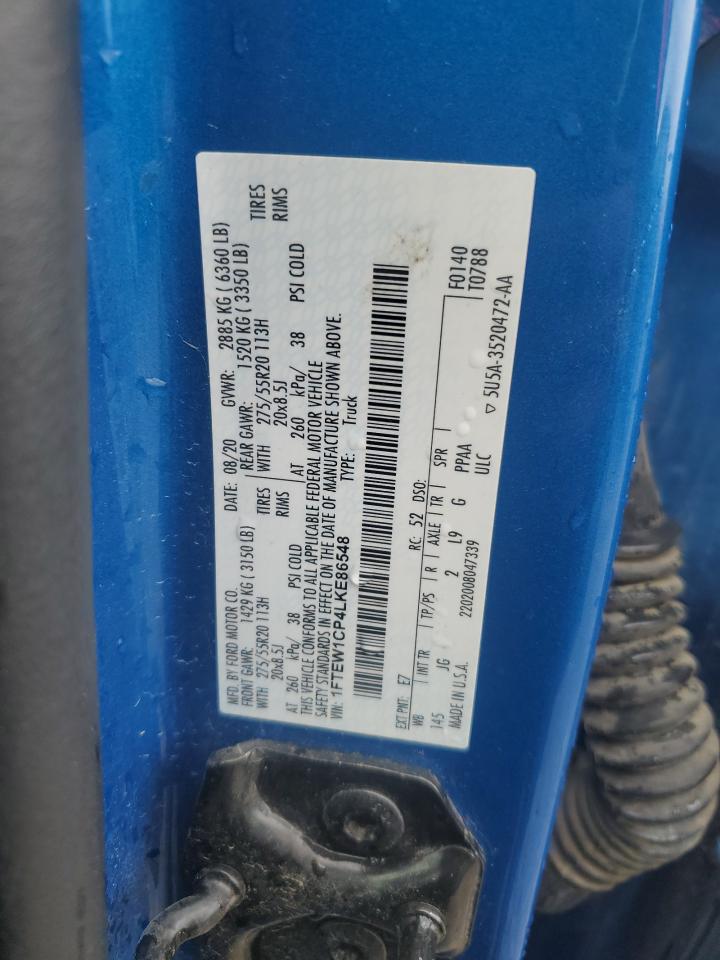 MFD. BY FORD MOTOR CO. DATE: 08/20 GVWR: 2885 KG ( 6360 LB)
FRONT GAWR: 1429 KG ( 3150 LB) REAR GAWR: 1520 KG ( 3350 LB)
WITH 275/55R20 113H TIRES WITH 275/55R20 113H TIRES
20x8.5J RIMS 20x8.5J RIMS
AT 260 kPa/ 38 PSI COLD AT 260 kPa/ 38 PSI COLD
THIS VEHICLE CONFORMS TO ALL APPLICABLE FEDERAL MOTOR VEHICLE
SAFETY STANDARDS IN EFFECT ON THE DATE OF MANUFACTURE SHOWN ABOVE.
VIN: 1FTEW1CP4LKE86548 TYPE: Truck
EXT PNT: E7 RC: 52 DSO: F0140
WB INT TR TP/PS R AXLE TR SPR T0788
145 JG 2 L9 G PPAA
MADE IN U.S.A. 2202008047339 ULC ▽ 5U5A-3520472-AA